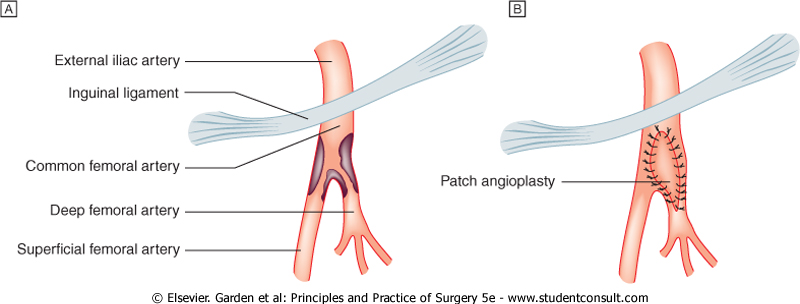 A
External iliac artery
Inguinal ligament
Common femoral artery
Deep femoral artery
Superficial femoral artery
B
Patch angioplasty
© Elsevier. Garden et al: Principles and Practice of Surgery 5e - www.studentconsult.com